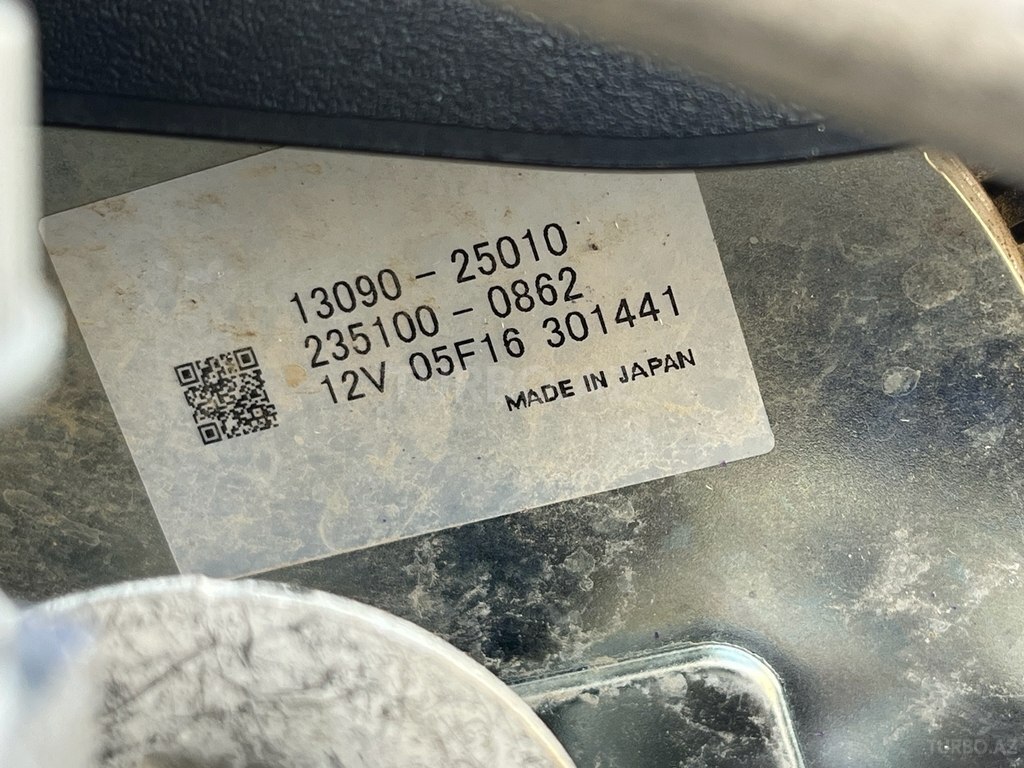 13090-25010
235100-0862
12V 05F16 301441
MADE IN JAPAN
TURBO.AZ